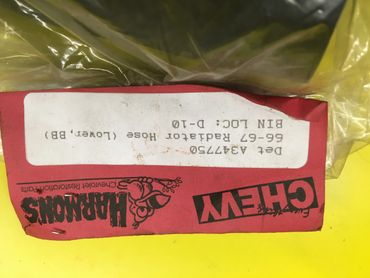 CHEVY
HARMONS
Chevrolet Restoration Parts
Det A347750
66-67 Radiator Hose (Lower, BB)
BIN LOC: D-10